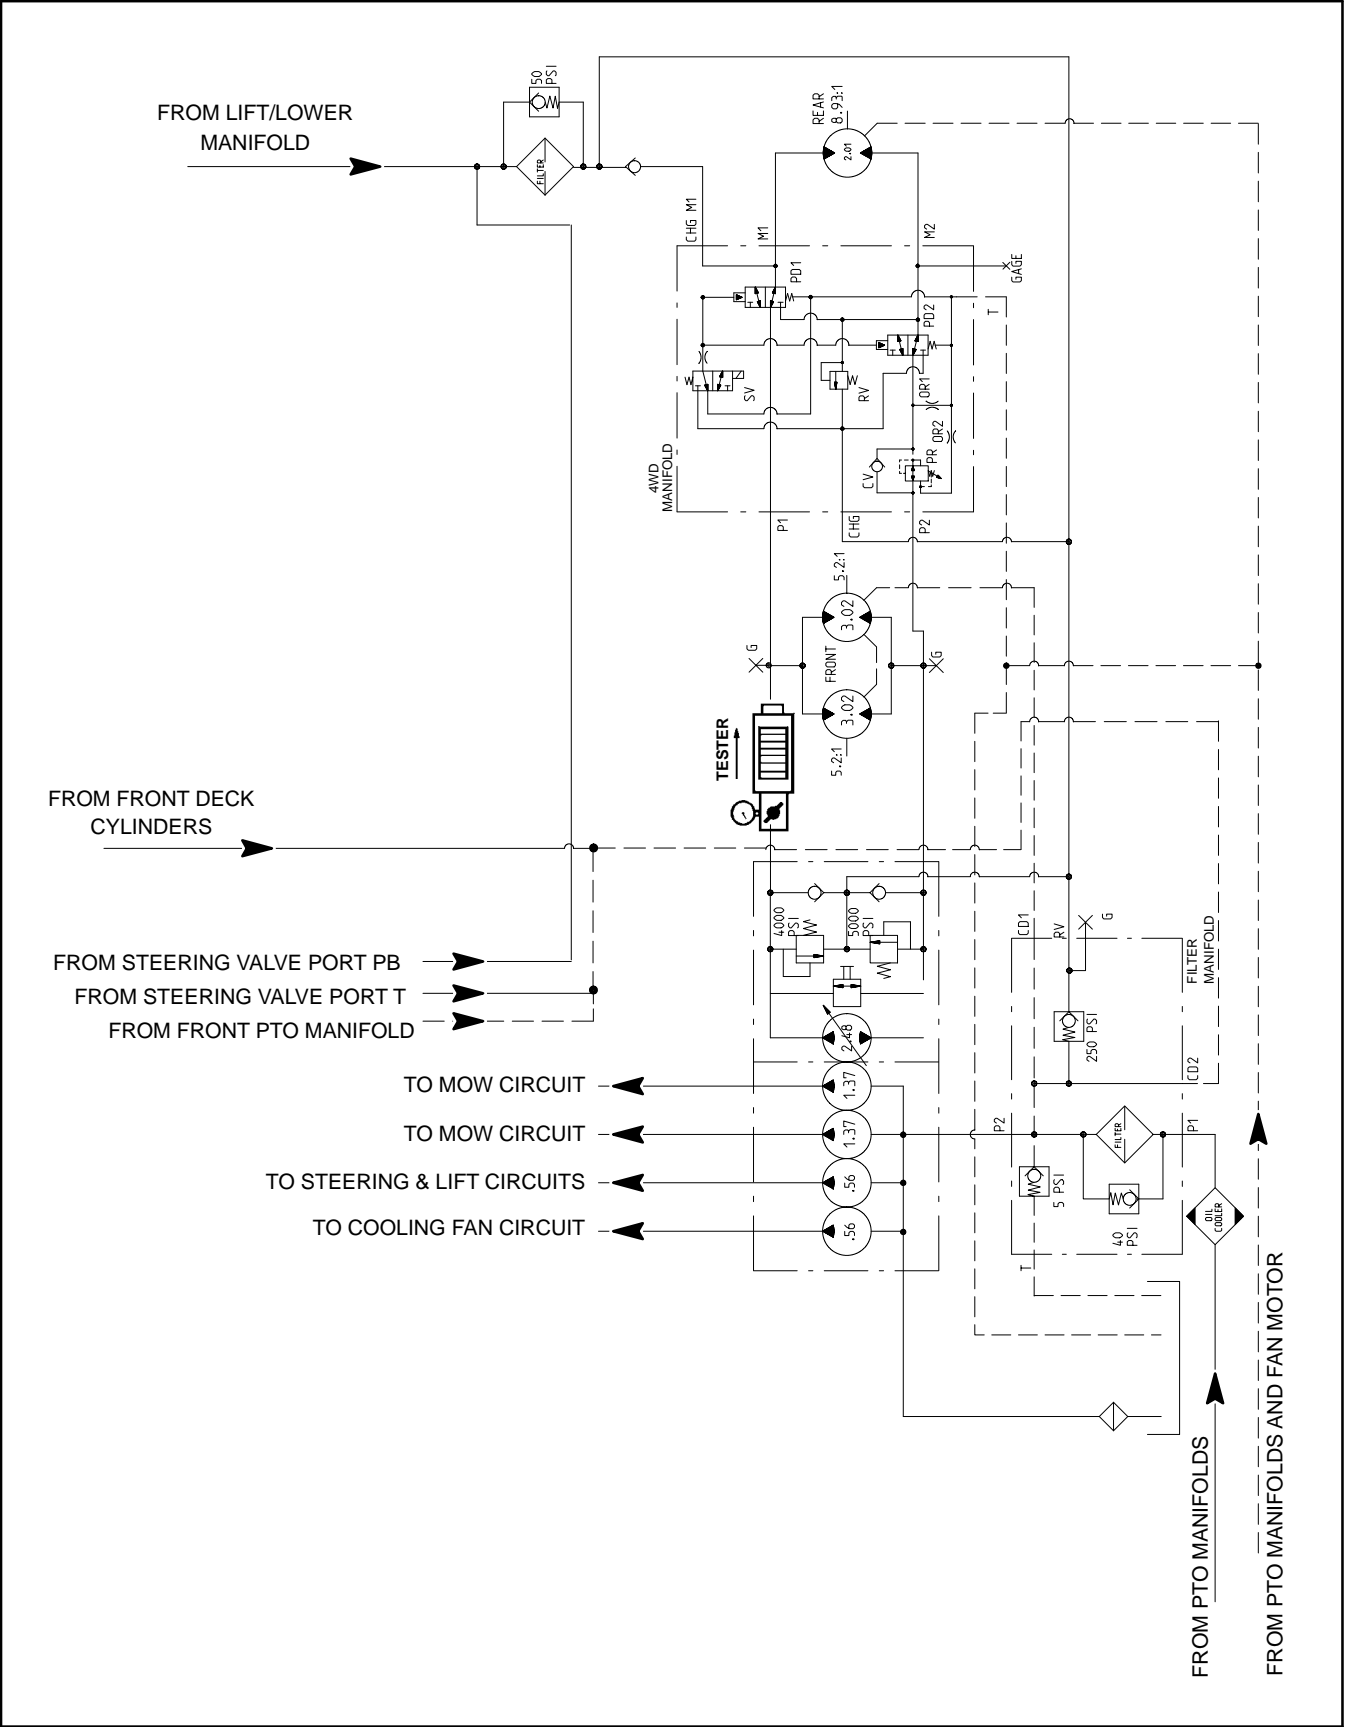 50
PSI
FROM LIFT/LOWER
MANIFOLD
FILTER
REAR
8.93:1
2.01
CHG M1
M1
M2
GAGE
PD1
PD2
T
SV
RV
OR1
OR2
PR
CV
4WD
MANIFOLD
P1
CHG
P2
5.2:1
3.02
FRONT
G
G
3.02
5.2:1
TESTER
FROM FRONT DECK
CYLINDERS
4000
PSI
5000
PSI
CD1
RV
G
FILTER
MANIFOLD
FROM STEERING VALVE PORT PB
FROM STEERING VALVE PORT T
FROM FRONT PTO MANIFOLD
2.48
250 PSI
CD2
TO MOW CIRCUIT
1.37
TO MOW CIRCUIT
1.37
P2
FILTER
P1
TO STEERING & LIFT CIRCUITS
.56
5 PSI
TO COOLING FAN CIRCUIT
.56
40
PSI
OIL
COOLER
T
FROM PTO MANIFOLDS
FROM PTO MANIFOLDS AND FAN MOTOR